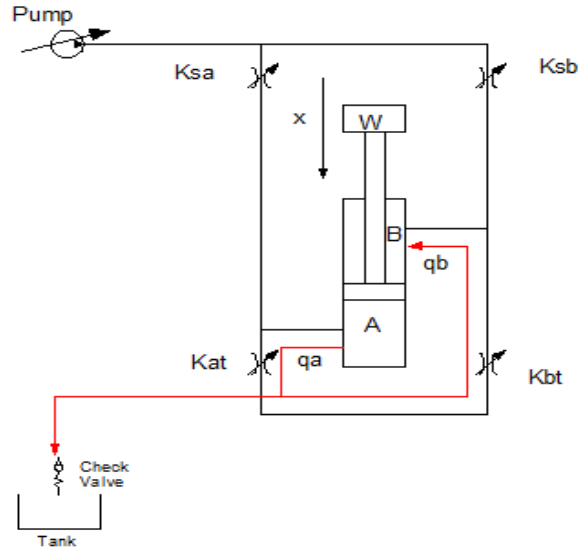 Pump
Ksa
Ksb
x
W
B
qb
A
Kat
qa
Kbt
Check
Valve
Tank